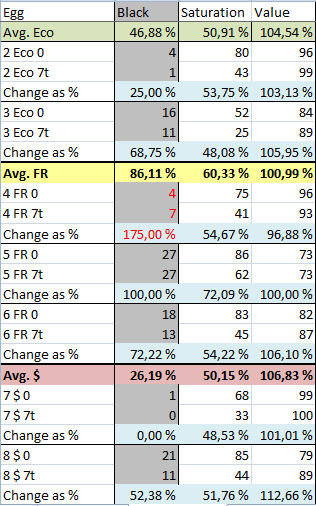 Egg Black Saturation Value
Avg. Eco 46,88 % 50,91 % 104,54 %
2 Eco 0 4 80 96
2 Eco 7t 1 43 99
Change as % 25,00 % 53,75 % 103,13 %
3 Eco 0 16 52 84
3 Eco 7t 11 25 89
Change as % 68,75 % 48,08 % 105,95 %
Avg. FR 86,11 % 60,33 % 100,99 %
4 FR 0 4 75 96
4 FR 7t 7 41 93
Change as % 175,00 % 54,67 % 96,88 %
5 FR 0 27 86 73
5 FR 7t 27 62 73
Change as % 100,00 % 72,09 % 100,00 %
6 FR 0 18 83 82
6 FR 7t 13 45 87
Change as % 72,22 % 54,22 % 106,10 %
Avg. $ 26,19 % 50,15 % 106,83 %
7 $ 0 1 68 99
7 $ 7t 0 33 100
Change as % 0,00 % 48,53 % 101,01 %
8 $ 0 21 85 79
8 $ 7t 11 44 89
Change as % 52,38 % 51,76 % 112,66 %